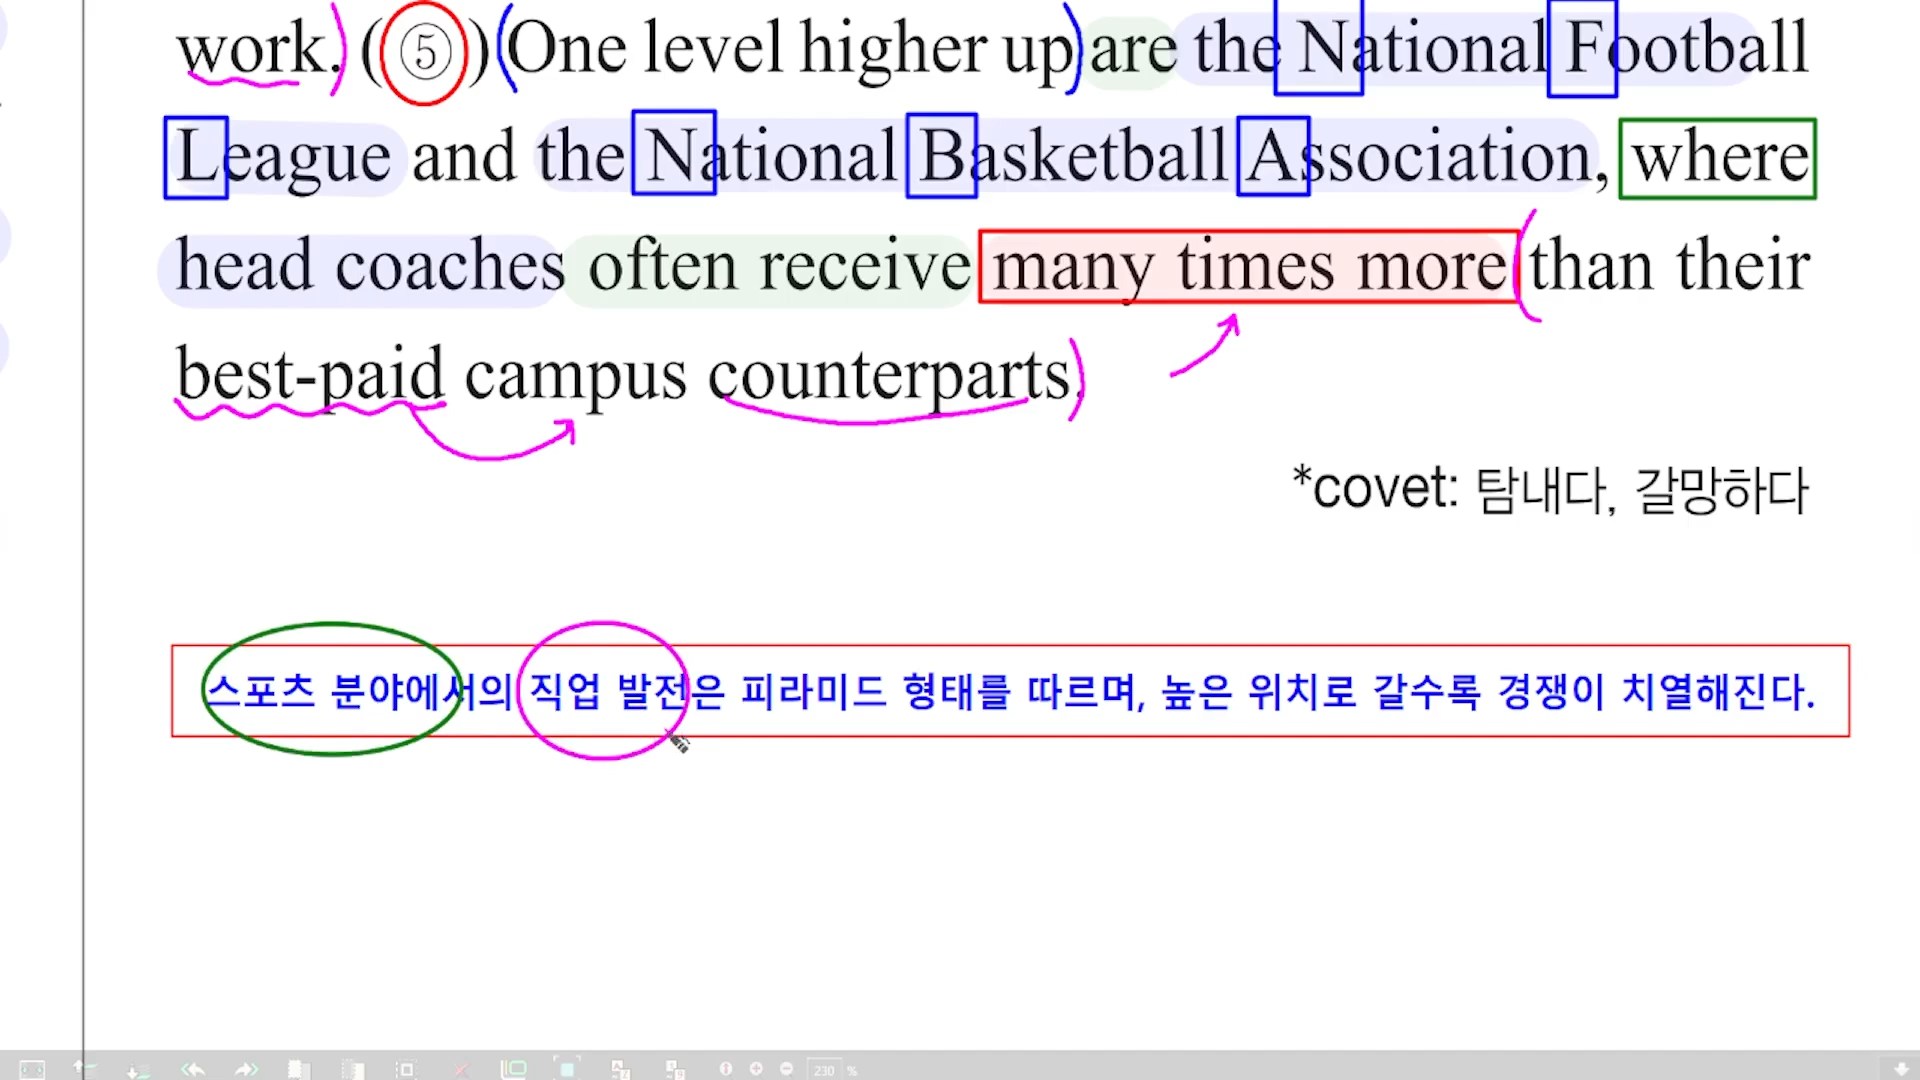 work. (⑤) One level higher up are the National Football
League and the National Basketball Association, where
head coaches often receive many times more than their
best-paid campus counterparts.
*covet: 탐내다, 갈망하다
스포츠 분야에서의 직업 발전은 피라미드 형태를 따르며, 높은 위치로 갈수록 경쟁이 치열해진다.
230 %